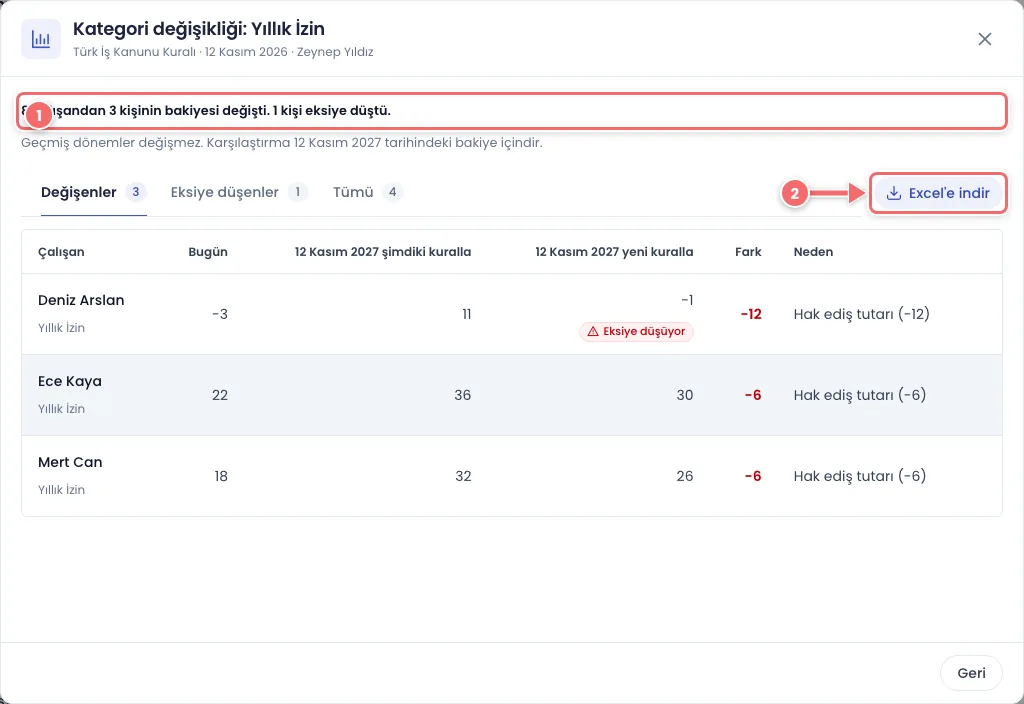 Kategori değişikliği: Yıllık İzin
Türk İş Kanunu Kuralı · 12 Kasım 2026 · Zeynep Yıldız
3 kişinin bakiyesi değişti. 1 kişi eksiye düştü.
1
Geçmiş dönemler değişmez. Karşılaştırma 12 Kasım 2027 tarihindeki bakiye içindir.
Değişenler 3 Eksiye düşenler 1 Tümü 4
2
Excel'e indir
Çalışan Bugün 12 Kasım 2027 şimdiki kuralla 12 Kasım 2027 yeni kuralla Fark Neden
Deniz Arslan
Yıllık İzin
-3 11 -1 -12 Hak ediş tutarı (-12)
Eksiye düşüyor
Ece Kaya
Yıllık İzin
22 36 30 -6 Hak ediş tutarı (-6)
Mert Can
Yıllık İzin
18 32 26 -6 Hak ediş tutarı (-6)
Geri